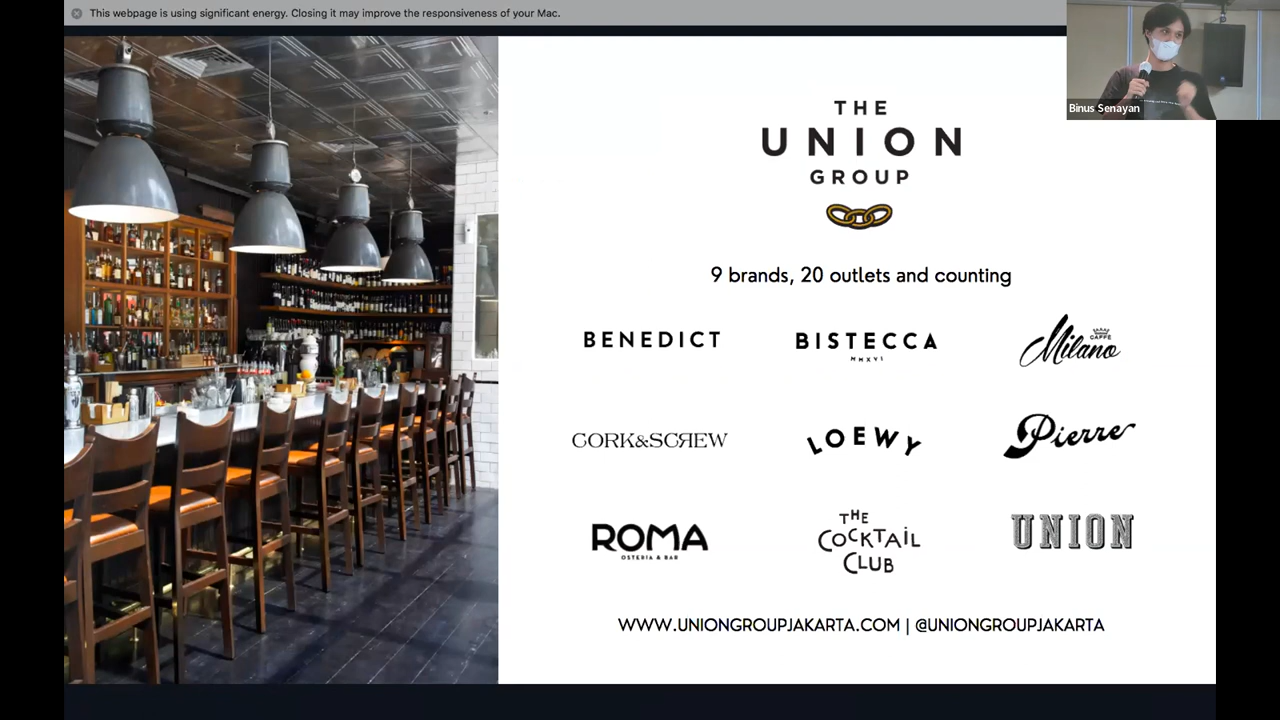 This webpage is using significant energy. Closing it may improve the responsiveness of your Mac.
Binus Senayan
THE
UNION
GROUP
9 brands, 20 outlets and counting
BENEDICT
BISTECCA
MMXVI
CAFFÈ
Milano
CORK&SCREW
LOEWY
Pierre
ROMA
OSTERIA & BAR
THE
COCKTAIL
CLUB
UNION
WWW.UNIONGROUPJAKARTA.COM | @UNIONGROUPJAKARTA